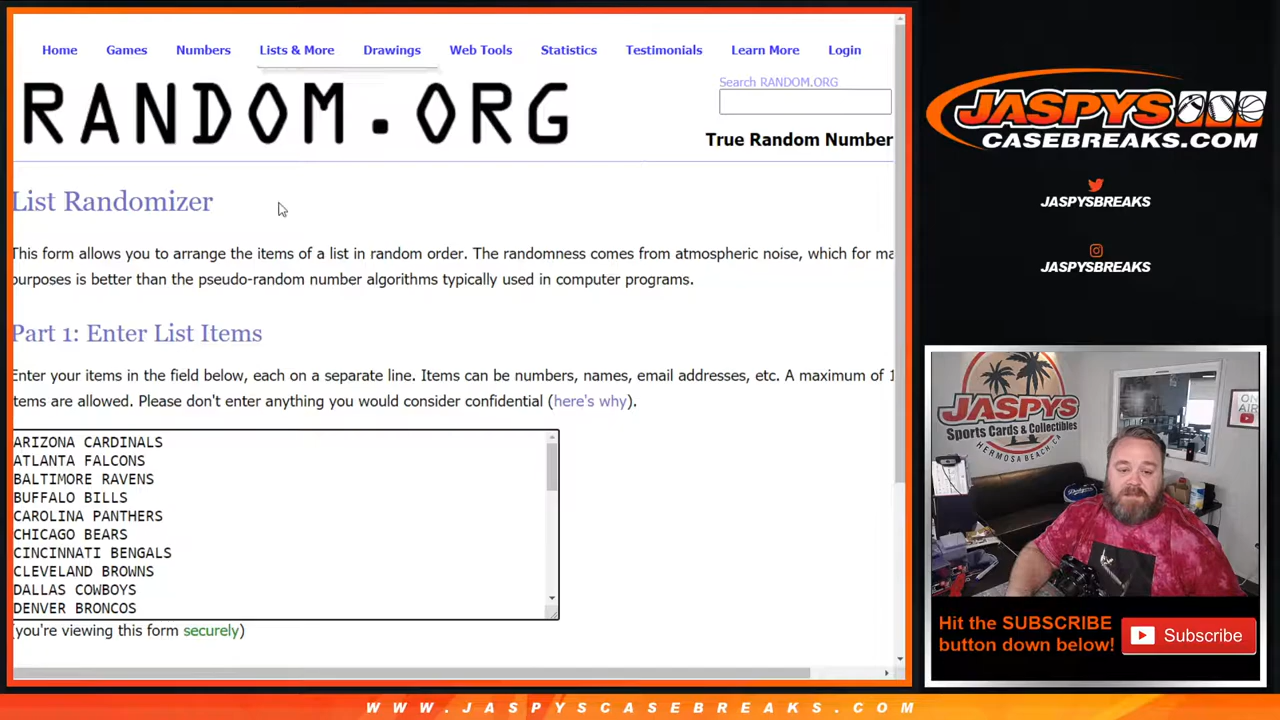 Home Games Numbers Lists & More Drawings Web Tools Statistics Testimonials Learn More Login
RANDOM.ORG
Search RANDOM.ORG
True Random Number
List Randomizer
This form allows you to arrange the items of a list in random order. The randomness comes from atmospheric noise, which for ma
purposes is better than the pseudo-random number algorithms typically used in computer programs.
Part 1: Enter List Items
Enter your items in the field below, each on a separate line. Items can be numbers, names, email addresses, etc. A maximum of 1
items are allowed. Please don't enter anything you would consider confidential (here's why).
ARIZONA CARDINALS
ATLANTA FALCONS
BALTIMORE RAVENS
BUFFALO BILLS
CAROLINA PANTHERS
CHICAGO BEARS
CINCINNATI BENGALS
CLEVELAND BROWNS
DALLAS COWBOYS
DENVER BRONCOS
(you're viewing this form securely)
JASPYS
CASEBREAKS.COM
JASPYSBREAKS
JASPYSBREAKS
JASPYS
Sports Cards & Collectibles
HERMOSA BEACH, CA
ON
AIR
Dodgers
Hit the SUBSCRIBE
button down below!
Subscribe
WWW.JASPYSCASEBREAKS.COM